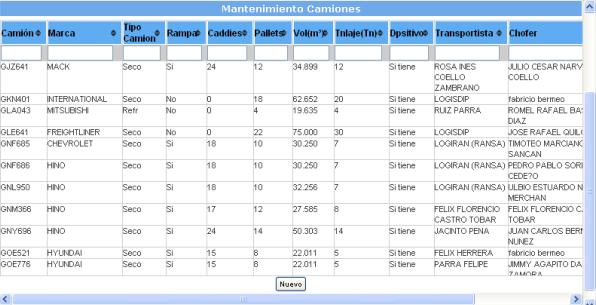 Mantenimiento Camiones
Camión Marca Tipo Camion Rampa Caddies Pallets Vol(m³) Tnlaje(Tn) Dpsitivo Transportista Chofer
GJZ641 MACK Seco Si 24 12 34.899 12 Si tiene ROSA INES COELLO ZAMBRANO JULIO CESAR NARV COELLO
GKN401 INTERNATIONAL Seco No 0 18 62.652 20 Si tiene LOGISDIP fabricio bermeo
GLA043 MITSUBISHI Refr No 0 4 19.635 4 Si tiene RUIZ PARRA ROMEL RAFAEL BA DIAZ
GLE641 FREIGHTLINER Seco No 0 22 75.000 30 Si tiene LOGISDIP JOSE RAFAEL QUIL
GNF685 CHEVROLET Seco Si 18 10 30.250 7 Si tiene LOGIRAN (RANSA) TIMOTEO MARCIANO SANCAN
GNF686 HINO Seco Si 18 10 30.250 7 Si tiene LOGIRAN (RANSA) PEDRO PABLO SORI CEDE?O
GNL950 HINO Seco Si 18 10 32.256 7 Si tiene LOGIRAN (RANSA) ULBIO ESTUARDO N MERCHAN
GNM366 HINO Seco Si 17 12 27.585 8 Si tiene FELIX FLORENCIO CASTRO TOBAR FELIX FLORENCIO C TOBAR
GNY696 HINO Seco Si 24 14 50.303 14 Si tiene JACINTO PENA JUAN CARLOS BERN NUNEZ
GOE521 HYUNDAI Seco Si 15 8 22.011 5 Si tiene FELIX HERRERA fabricio bermeo
GOE776 HYUNDAI Seco Si 15 8 22.011 5 Si tiene PARRA FELIPE JIMMY AGAPITO DA ZAMORA
Nuevo